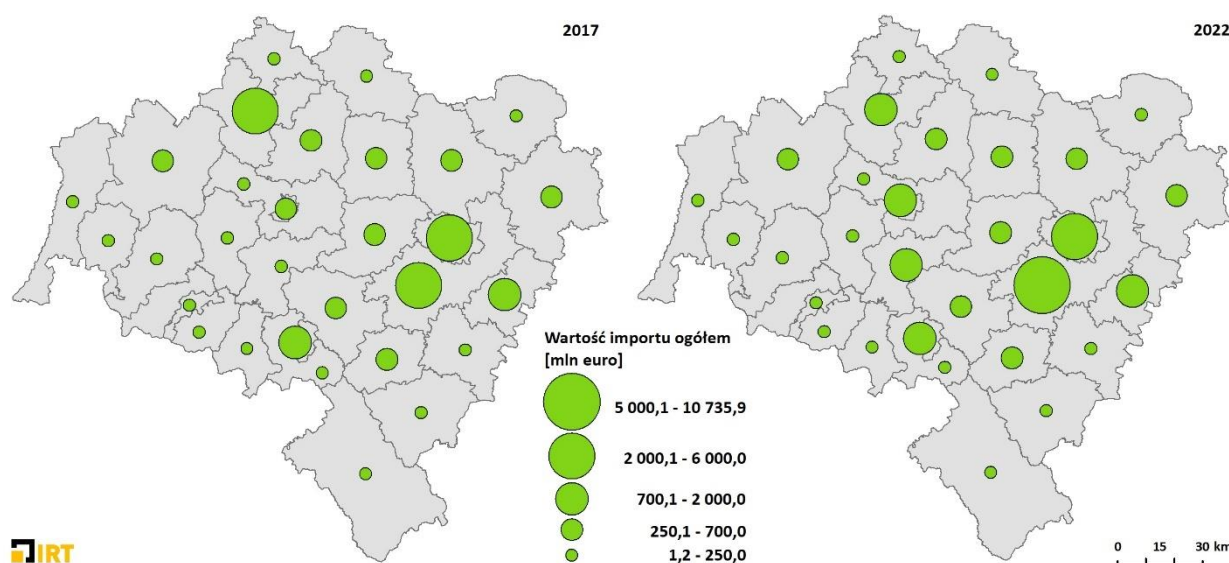 2017
2022
Wartość importu ogółem
[mln euro]
5 000,1 - 10 735,9
2 000,1 - 6 000,0
700,1 - 2 000,0
250,1 - 700,0
1,2 - 250,0
IRT
0 15 30 km